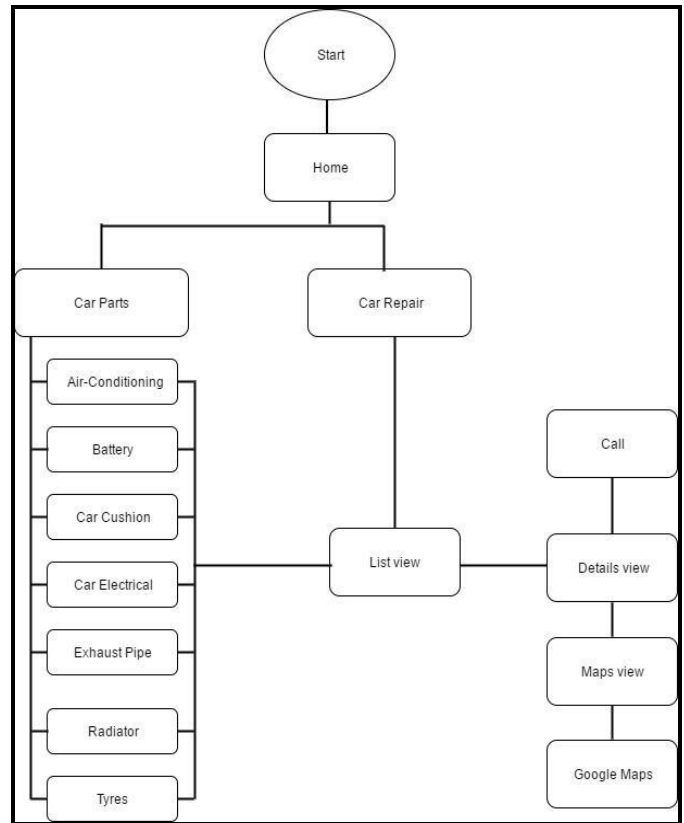 Start
Home
Car Parts
Car Repair
Air-Conditioning
Battery
Car Cushion
Car Electrical
Exhaust Pipe
Radiator
Tyres
List view
Call
Details view
Maps view
Google Maps